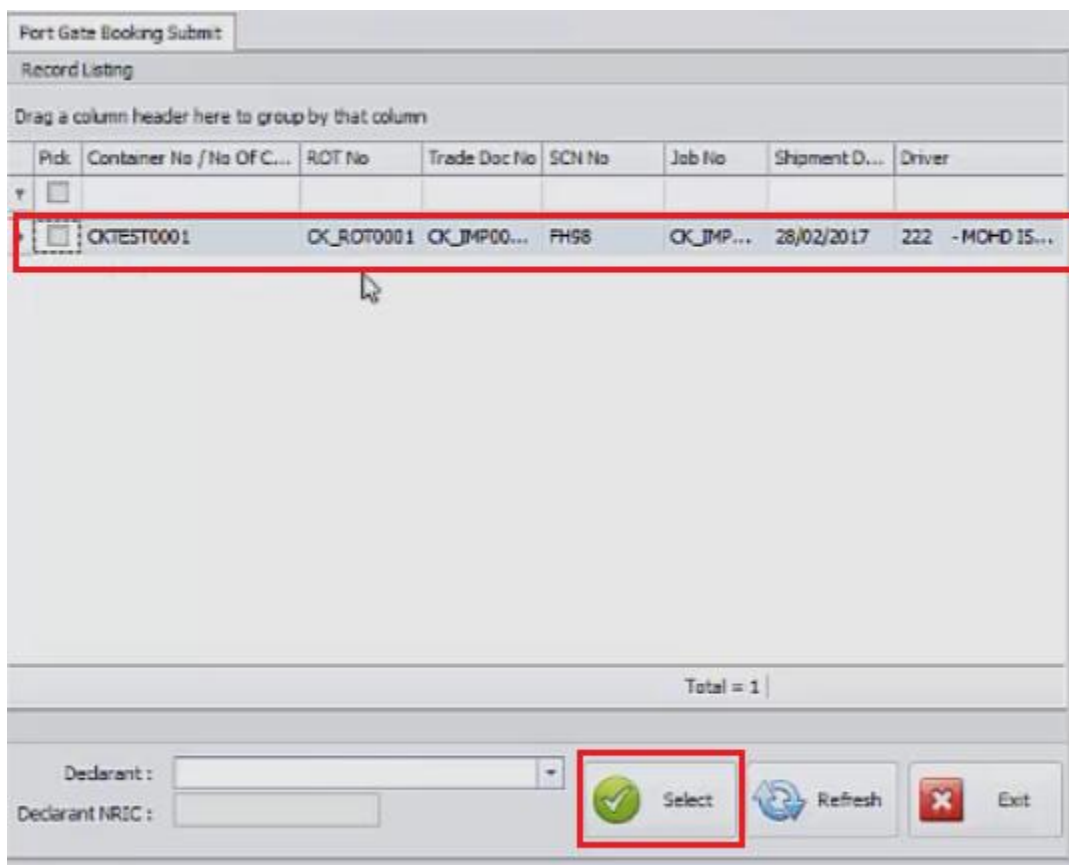 Port Gate Booking Submit
Record Listing
Drag a column header here to group by that column
Pick Container No / No Of C... ROT No Trade Doc No SCN No Job No Shipment D... Driver
CKTEST0001 CK_ROT0001 CK_IMP00... FH98 CK_IMP... 28/02/2017 222 - MOHD IS...
Total = 1
Declarant :
Select Refresh Exit
Declarant NRIC :